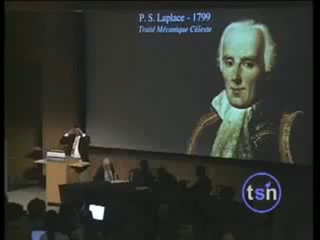 P. S. Laplace - 1799
Traité Mécanique Céleste
tsn